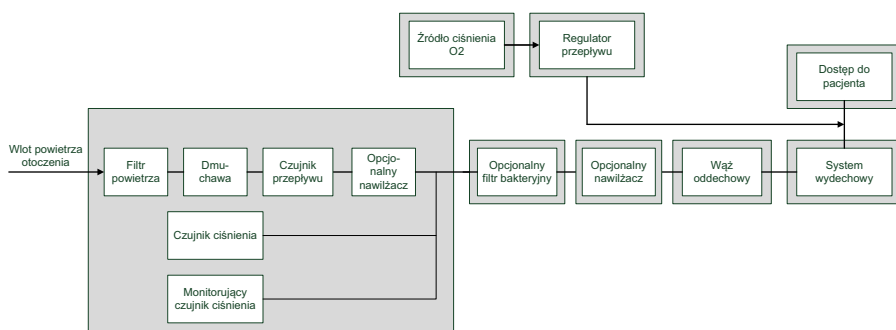 Źródło ciśnienia
O2
Regulator
przepływu
Dostęp do
pacjenta
Wlot powietrza
otoczenia
Filtr
powietrza
Dmu-
chawa
Czujnik
przepływu
Opcjo-
nalny
nawilżacz
Opcjonalny
filtr bakteryjny
Opcjonalny
nawilżacz
Wąż
oddechowy
System
wydechowy
Czujnik ciśnienia
Monitorujący
czujnik ciśnienia